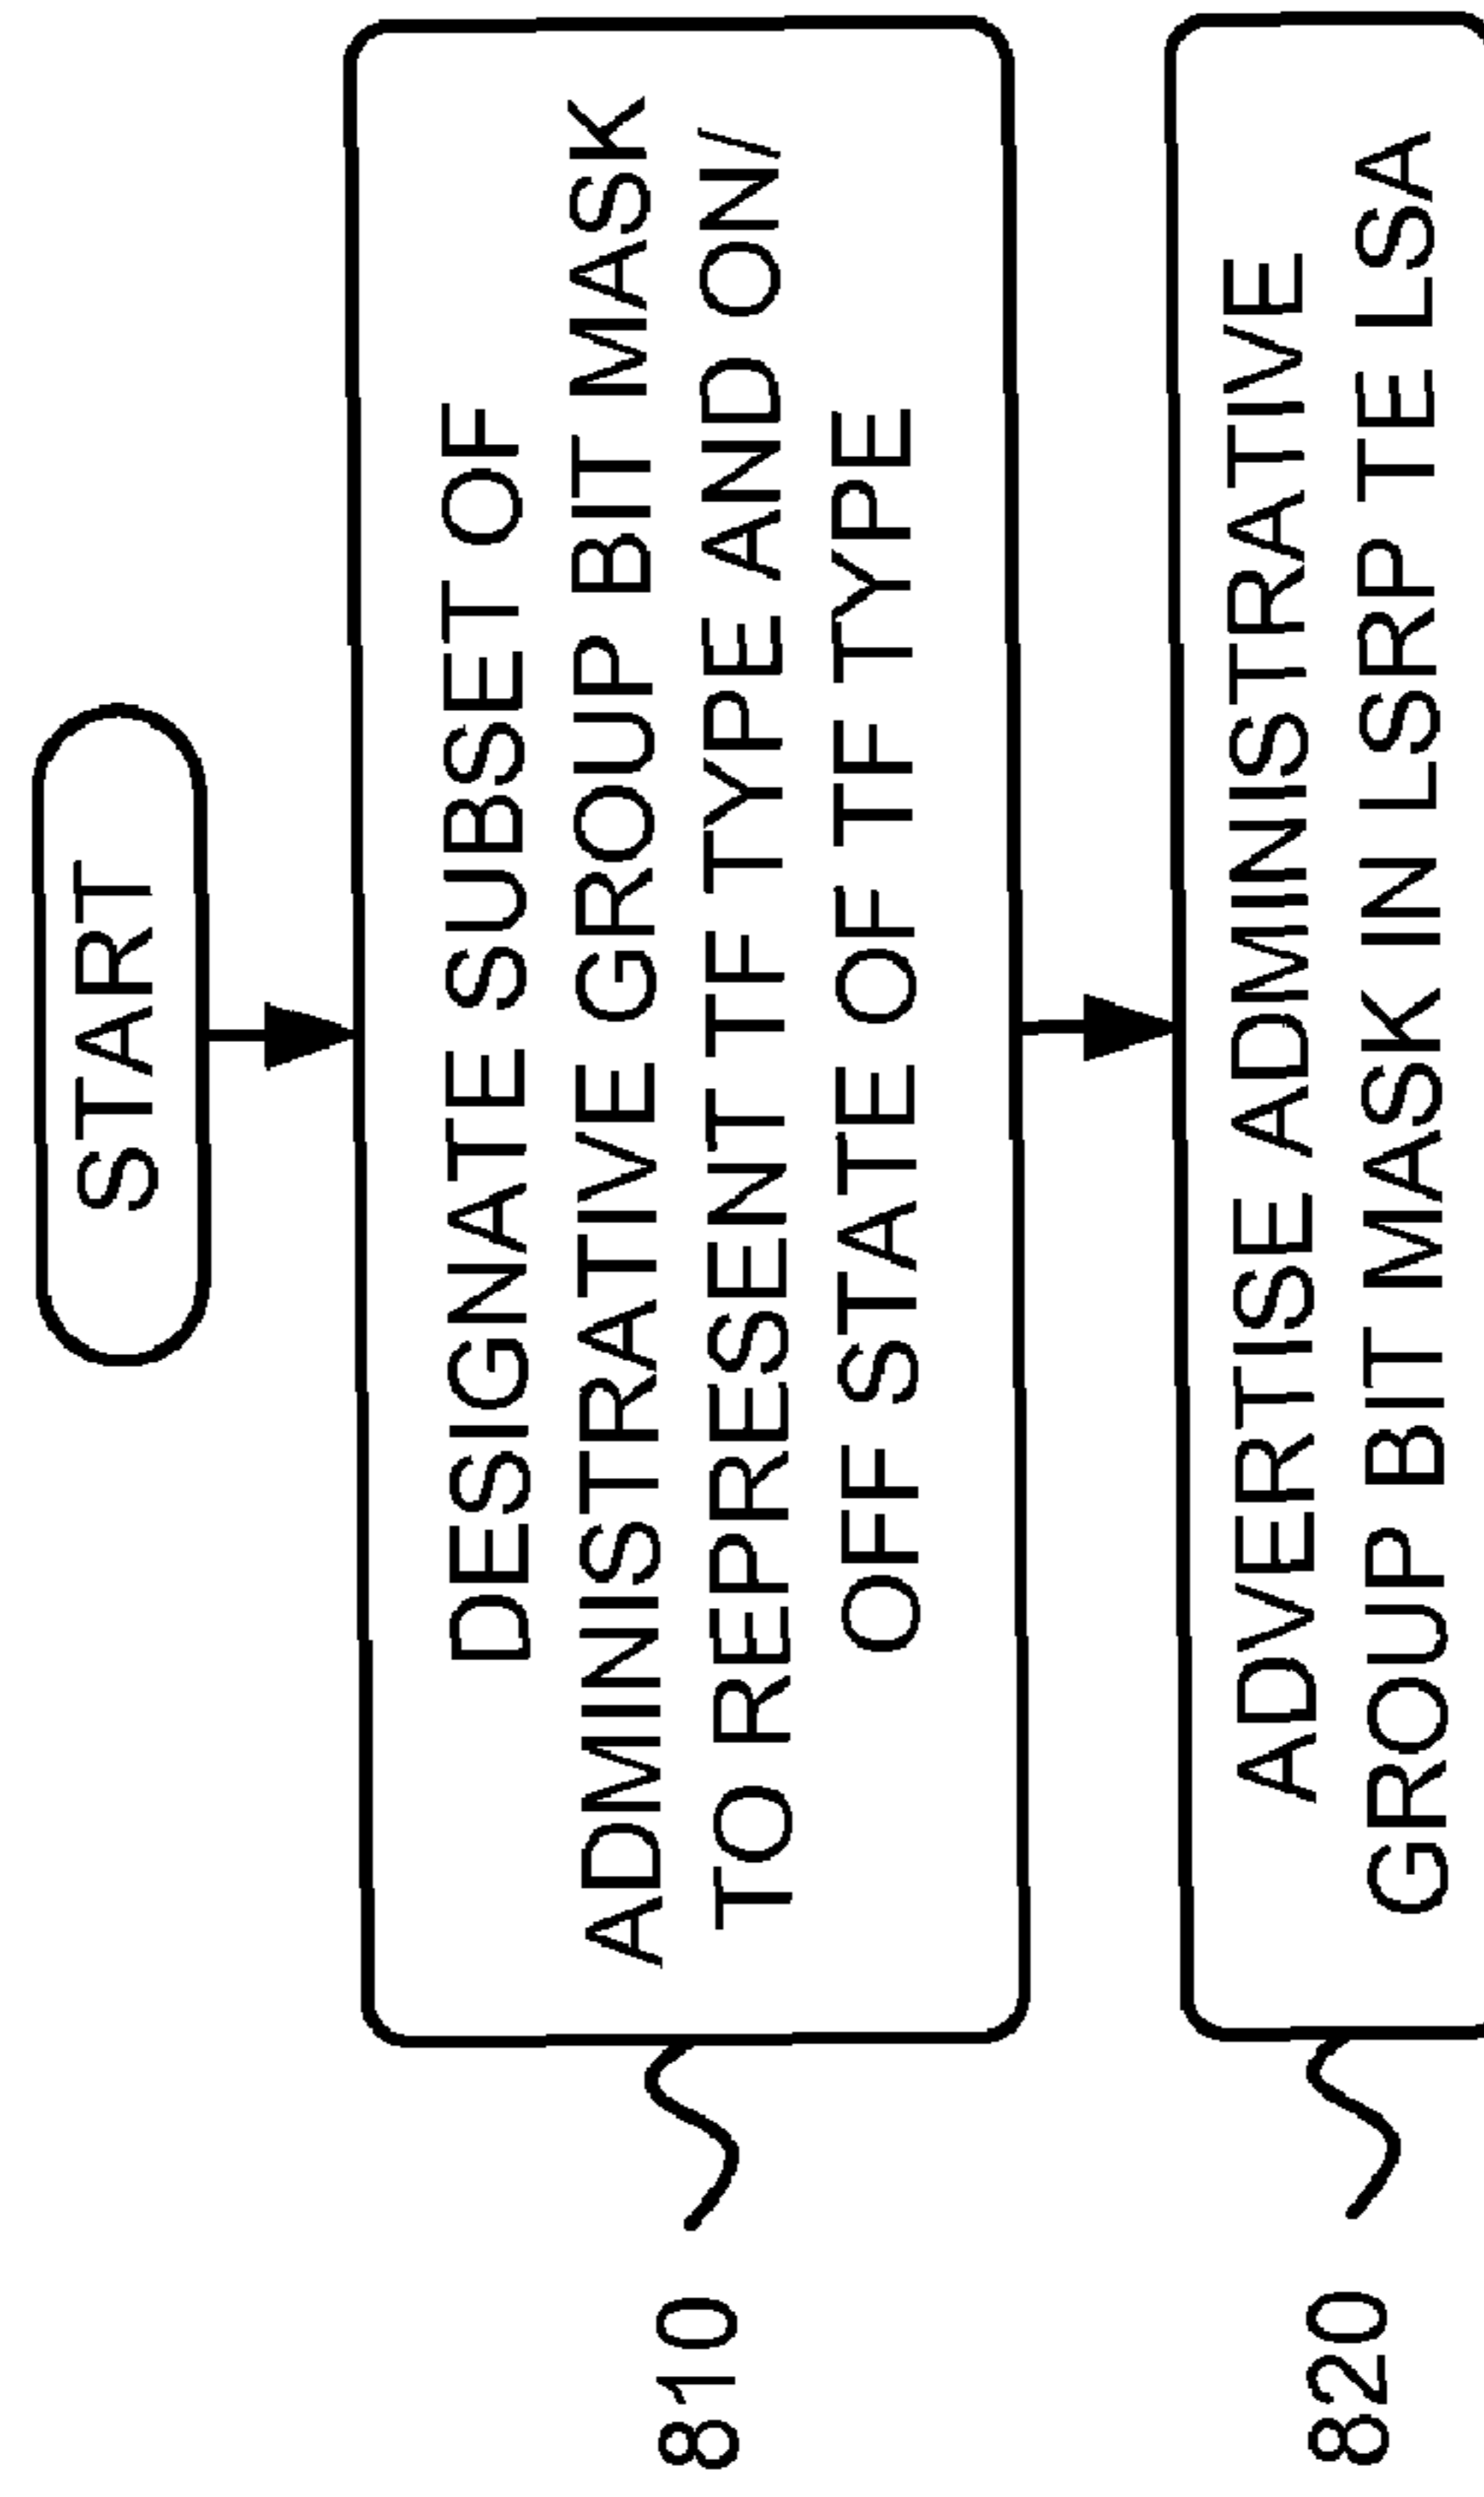 START
DESIGNATE SUBSET OF
ADMINISTRATIVE GROUP BIT MASK
TO REPRESENT TF TYPE AND ON/
OFF STATE OF TF TYPE
810
ADVERTISE ADMINISTRATIVE
GROUP BIT MASK IN LSRP TE LSA
820